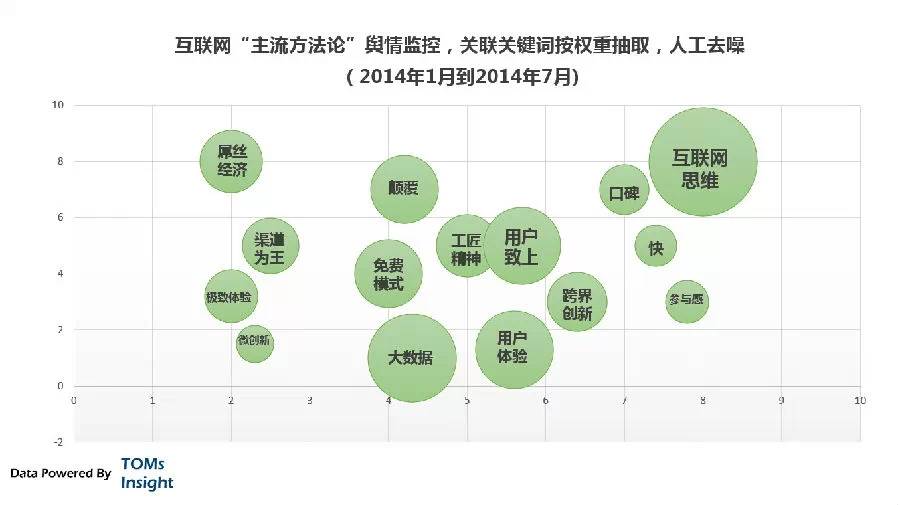 互联网“主流方法论”舆情监控，关联关键词按权重抽取，人工去噪
（2014年1月到2014年7月)
10
8
6
4
2
0
-2
0 1 2 3 4 5 6 7 8 9 10
屌丝
经济
颠覆
口碑
互联网
思维
渠道
为王
工匠
精神
用户
致上
快
免费
模式
极致体验
跨界
创新
参与感
微创新
大数据
用户
体验
Data Powered By
TOMs
Insight